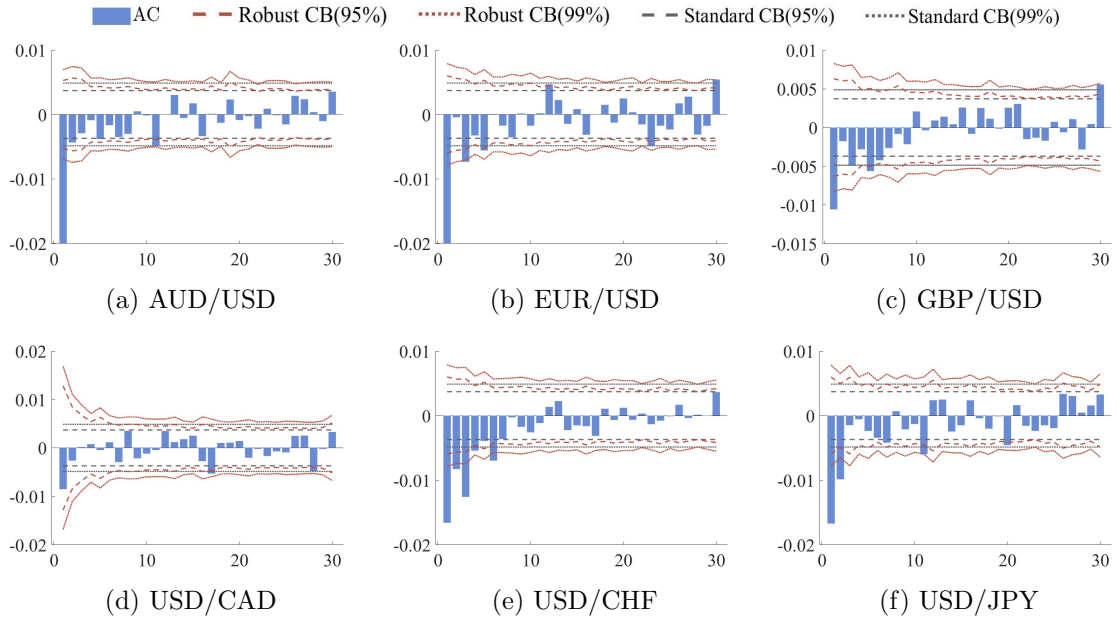 AC Robust CB(95%) Robust CB(99%) Standard CB(95%) Standard CB(99%)
0.01 0.01 0.01
0.005
0 0 0
-0.005
-0.01 -0.01 -0.01
-0.02 -0.02 -0.015
0 10 20 30 0 10 20 30 0 10 20 30
(a) AUD/USD (b) EUR/USD (c) GBP/USD
0.02 0.01 0.01
0.01
0 0 0
-0.01 -0.01 -0.01
-0.02 -0.02 -0.02
0 10 20 30 0 10 20 30 0 10 20 30
(d) USD/CAD (e) USD/CHF (f) USD/JPY